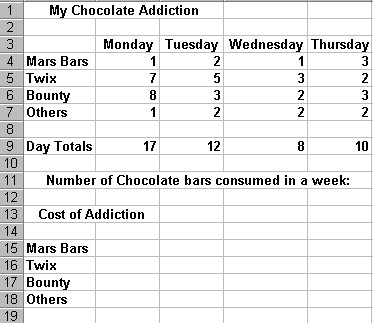 1 My Chocolate Addiction
2
3 Monday Tuesday Wednesday Thursday
4 Mars Bars 1 2 1 3
5 Twix 7 5 3 2
6 Bounty 8 3 2 3
7 Others 1 2 2 2
8
9 Day Totals 17 12 8 10
10
11 Number of Chocolate bars consumed in a week:
12
13 Cost of Addiction
14
15 Mars Bars
16 Twix
17 Bounty
18 Others
19